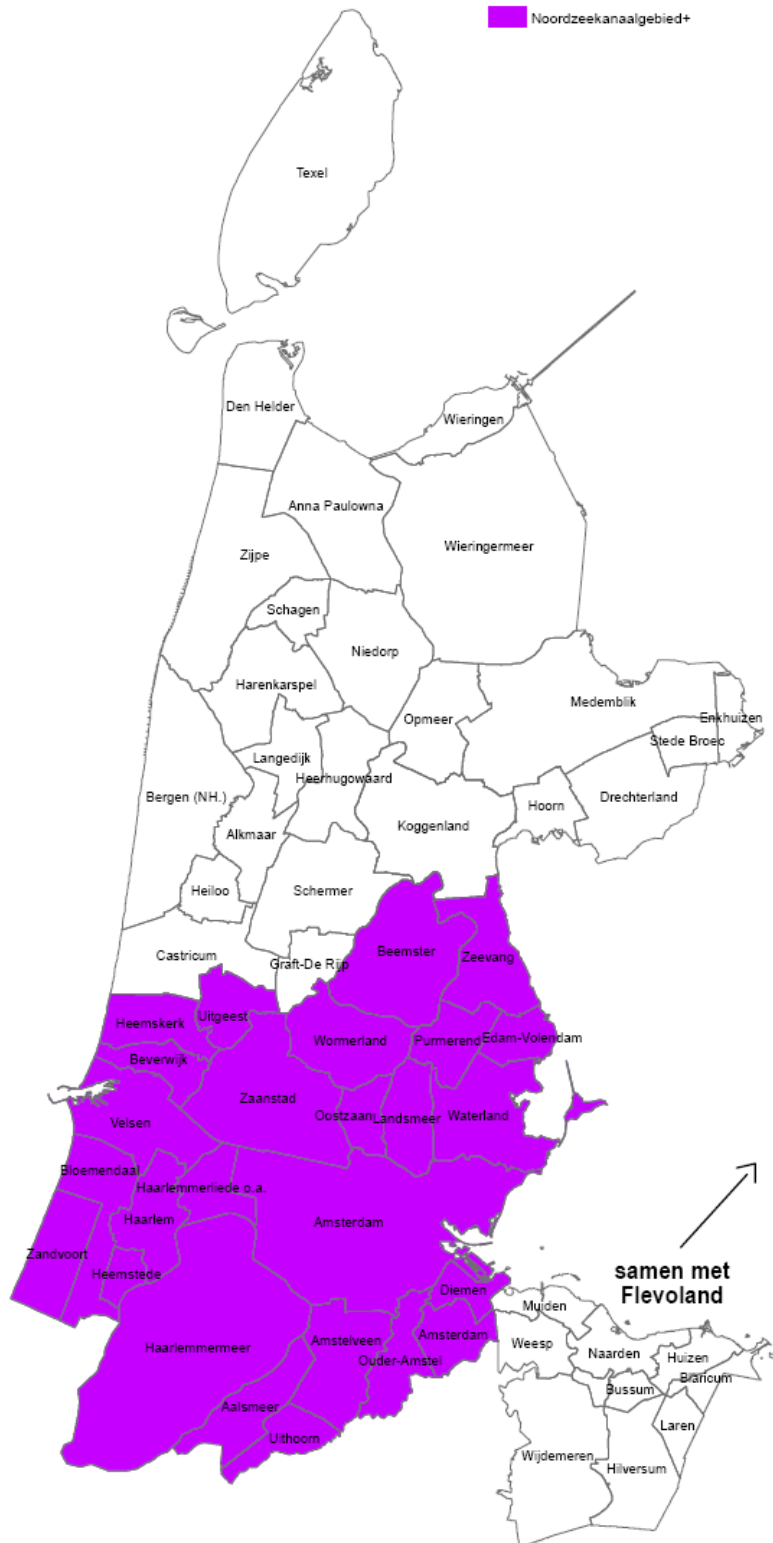 Noordzeekanaalgebied+
Texel
Den Helder
Wieringen
Anna Paulowna
Wieringermeer
Zijpe
Schagen
Niedorp
Harenkarspel
Medemblik
Opmeer
Enkhuizen
Stede Broec
Langedijk
Heerhugowaard
Bergen (NH.)
Drechterland
Hoorn
Koggenland
Alkmaar
Heiloo
Schermer
Castricum
Graft-De Rijp
Beemster
Zeevang
Heemskerk
Uitgeest
Wormerland
Purmerend
Edam-Volendam
Beverwijk
Zaanstad
Oostzaan
Landsmeer
Waterland
Velsen
Bloemendaal
Haarlemmerliede o.a.
Haarlem
Amsterdam
Zandvoort
Heemstede
samen met
Flevoland
Diemen
Muiden
Haarlemmermeer
Amstelveen
Amsterdam
Weesp
Ouder-Amstel
Naarden
Huizen
Blaricum
Bussum
Aalsmeer
Laren
Uithoorn
Wijdemeren
Hilversum